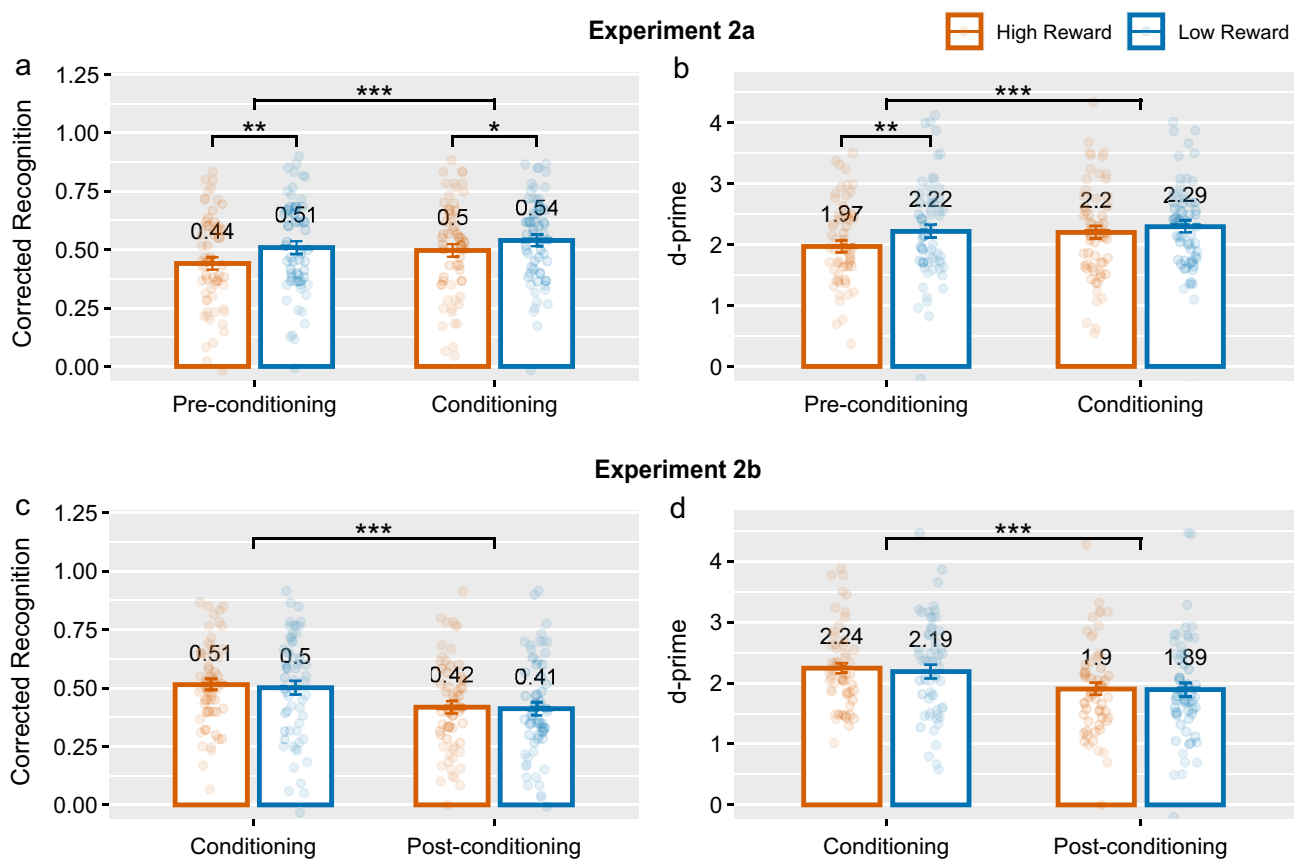 Experiment 2a
High Reward
Low Reward
a
Corrected Recognition
1.25
1.00
0.75
0.50
0.25
0.00
***
**
*
0.44
0.51
0.5
0.54
Pre-conditioning
Conditioning
b
d-prime
4
3
2
1
0
***
**
1.97
2.22
2.2
2.29
Pre-conditioning
Conditioning
Experiment 2b
c
Corrected Recognition
1.25
1.00
0.75
0.50
0.25
0.00
***
0.51
0.5
0.42
0.41
Conditioning
Post-conditioning
d
d-prime
4
3
2
1
0
***
2.24
2.19
1.9
1.89
Conditioning
Post-conditioning